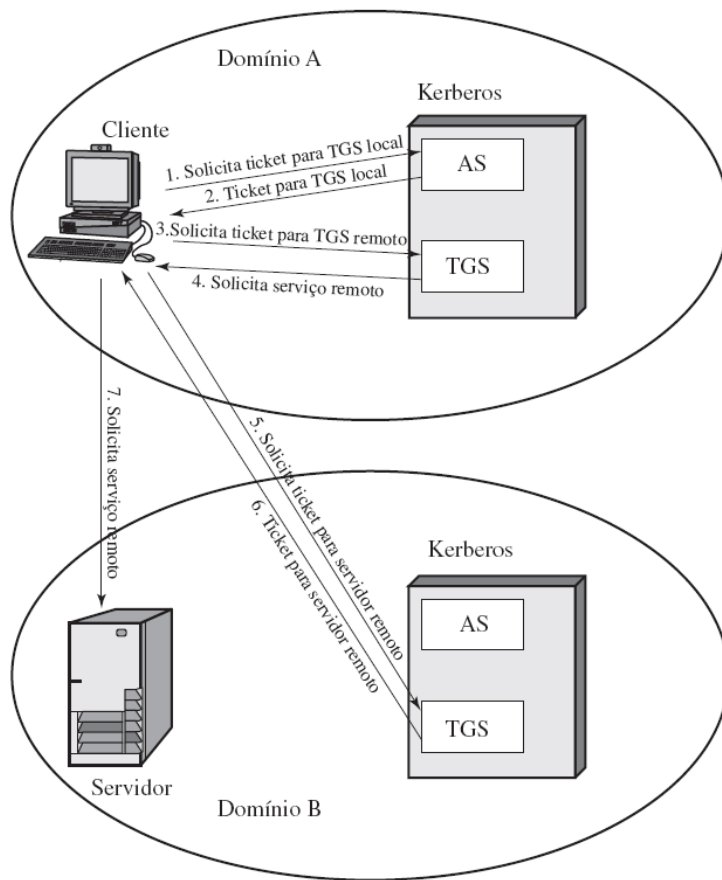 Domínio A
Kerberos
Cliente
1. Solicita ticket para TGS local
AS
2. Ticket para TGS local
3.Solicita ticket para TGS remoto
TGS
4. Solicita serviço remoto
7. Solicita serviço remoto
5. Solicita ticket para servidor remoto
6. Ticket para servidor remoto
Kerberos
AS
TGS
Servidor
Domínio B